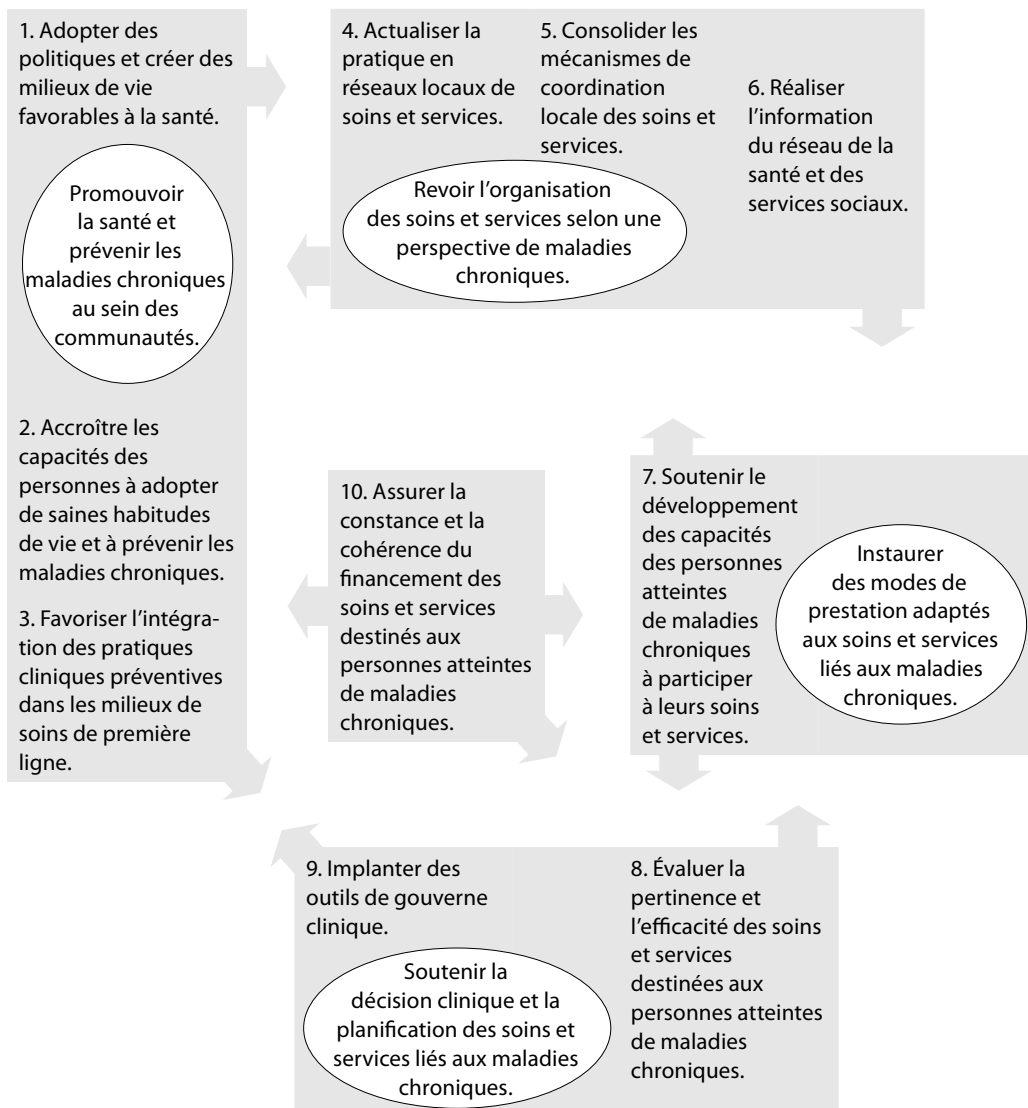 1. Adopter des
politiques et créer des
milieux de vie
favorables à la santé.
Promouvoir
la santé et
prévenir les
maladies chroniques
au sein des
communautés.
2. Accroître les
capacités des
personnes à adopter
de saines habitudes
de vie et à prévenir les
maladies chroniques.
3. Favoriser l’intégra-
tion des pratiques
cliniques préventives
dans les milieux de
soins de première
ligne.
4. Actualiser la
pratique en
réseaux locaux de
soins et services.
5. Consolider les
mécanismes de
coordination
locale des soins et
services.
6. Réaliser
l’information
du réseau de la
santé et des
services sociaux.
Revoir l’organisation
des soins et services selon une
perspective de maladies
chroniques.
10. Assurer la
constance et la
cohérence du
financement des
soins et services
destinés aux
personnes atteintes
de maladies
chroniques.
7. Soutenir le
développement
des capacités
des personnes
atteintes
de maladies
chroniques
à participer
à leurs soins
et services.
Instaurer
des modes de
prestation adaptés
aux soins et services
liés aux maladies
chroniques.
9. Implanter des
outils de gouverne
clinique.
Soutenir la
décision clinique et la
planification des soins et
services liés aux maladies
chroniques.
8. Évaluer la
pertinence et
l’efficacité des soins
et services
destinées aux
personnes atteintes
de maladies
chroniques.